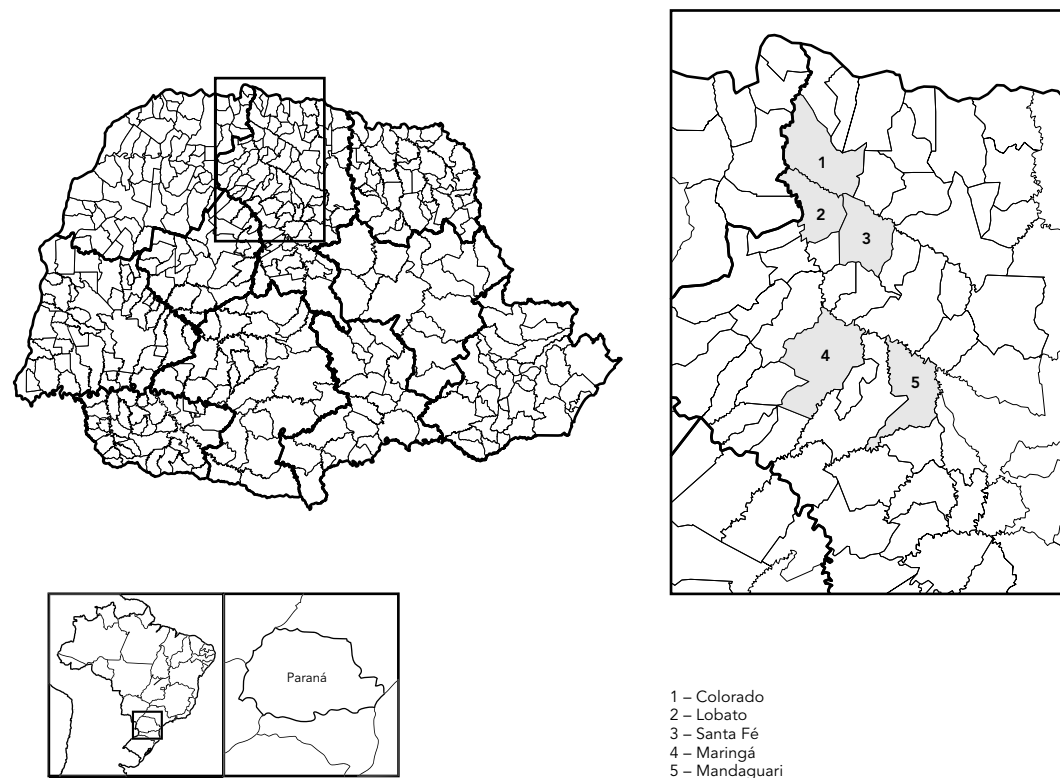 1
2
3
4
5
Paraná
1 – Colorado
2 – Lobato
3 – Santa Fé
4 – Maringá
5 – Mandaguari